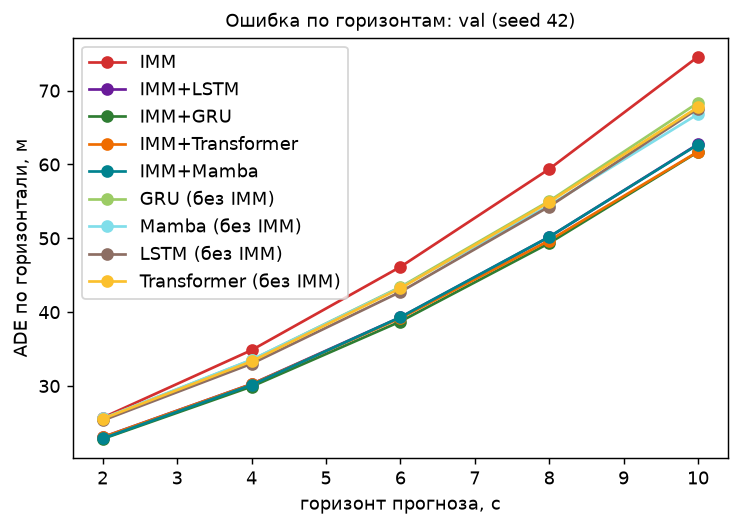 Ошибка по горизонтам: val (seed 42)
IMM
IMM+LSTM
IMM+GRU
IMM+Transformer
IMM+Mamba
GRU (без IMM)
Mamba (без IMM)
LSTM (без IMM)
Transformer (без IMM)
ADE по горизонтали, м
70
60
50
40
30
2 3 4 5 6 7 8 9 10
горизонт прогноза, с